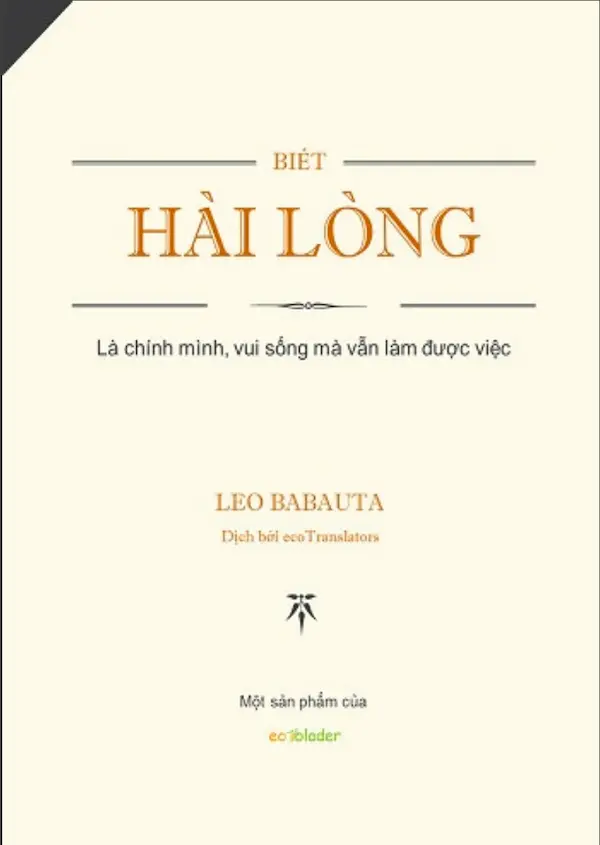 BIẾT
HÀI LÒNG
Là chính mình, vui sống mà vẫn làm được việc
LEO BABAUTA
Dịch bởi ecoTranslators
Một sản phẩm của
ecoblader